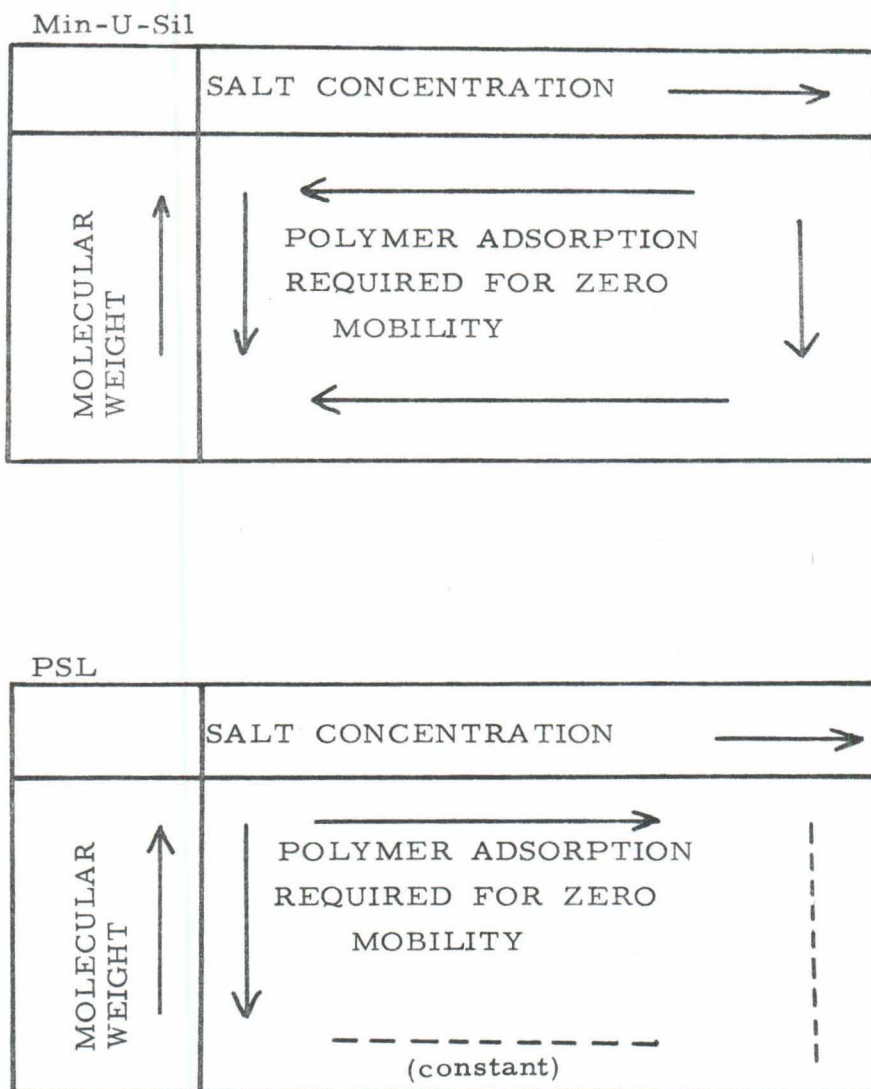 Min-U-Sil
SALT CONCENTRATION
MOLECULAR
WEIGHT
POLYMER ADSORPTION
REQUIRED FOR ZERO
MOBILITY
PSL
SALT CONCENTRATION
MOLECULAR
WEIGHT
POLYMER ADSORPTION
REQUIRED FOR ZERO
MOBILITY
(constant)